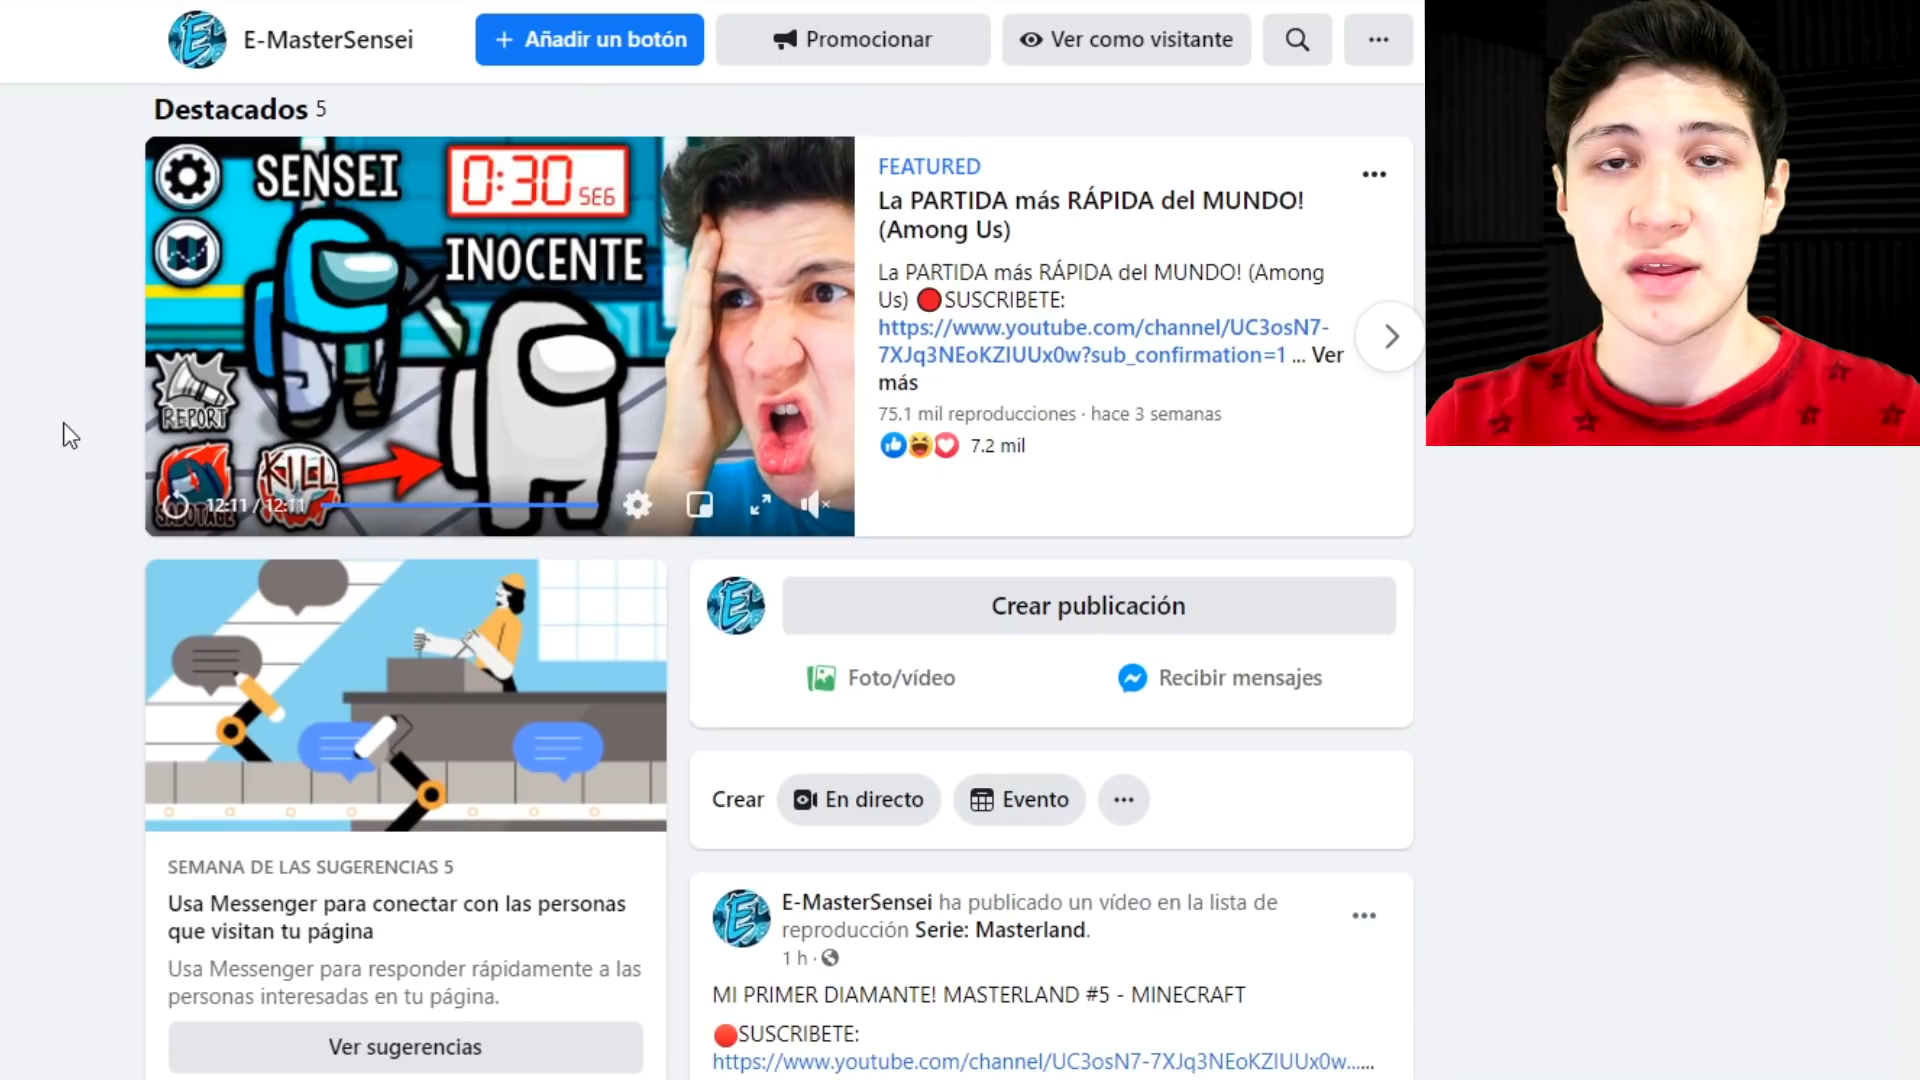 E-MasterSensei
+ Añadir un botón
Promocionar
Ver como visitante
Destacados 5
SENSEI
0:30 SEG
INOCENTE
REPORT
SABOTAGE
KILL
12:11 / 12:11
FEATURED
La PARTIDA más RÁPIDA del MUNDO!
(Among Us)
La PARTIDA más RÁPIDA del MUNDO! (Among
Us) 🔴SUSCRIBETE:
https://www.youtube.com/channel/UC3osN7-
7XJq3NEoKZIUUx0w?sub_confirmation=1 ... Ver
más
75.1 mil reproducciones · hace 3 semanas
7.2 mil
SEMANA DE LAS SUGERENCIAS 5
Usa Messenger para conectar con las personas
que visitan tu página
Usa Messenger para responder rápidamente a las
personas interesadas en tu página.
Ver sugerencias
Crear publicación
Foto/vídeo
Recibir mensajes
Crear
En directo
Evento
E-MasterSensei ha publicado un vídeo en la lista de
reproducción Serie: Masterland.
1 h ·
MI PRIMER DIAMANTE! MASTERLAND #5 - MINECRAFT
🔴SUSCRIBETE:
https://www.youtube.com/channel/UC3osN7-7XJq3NEoKZIUUx0w......